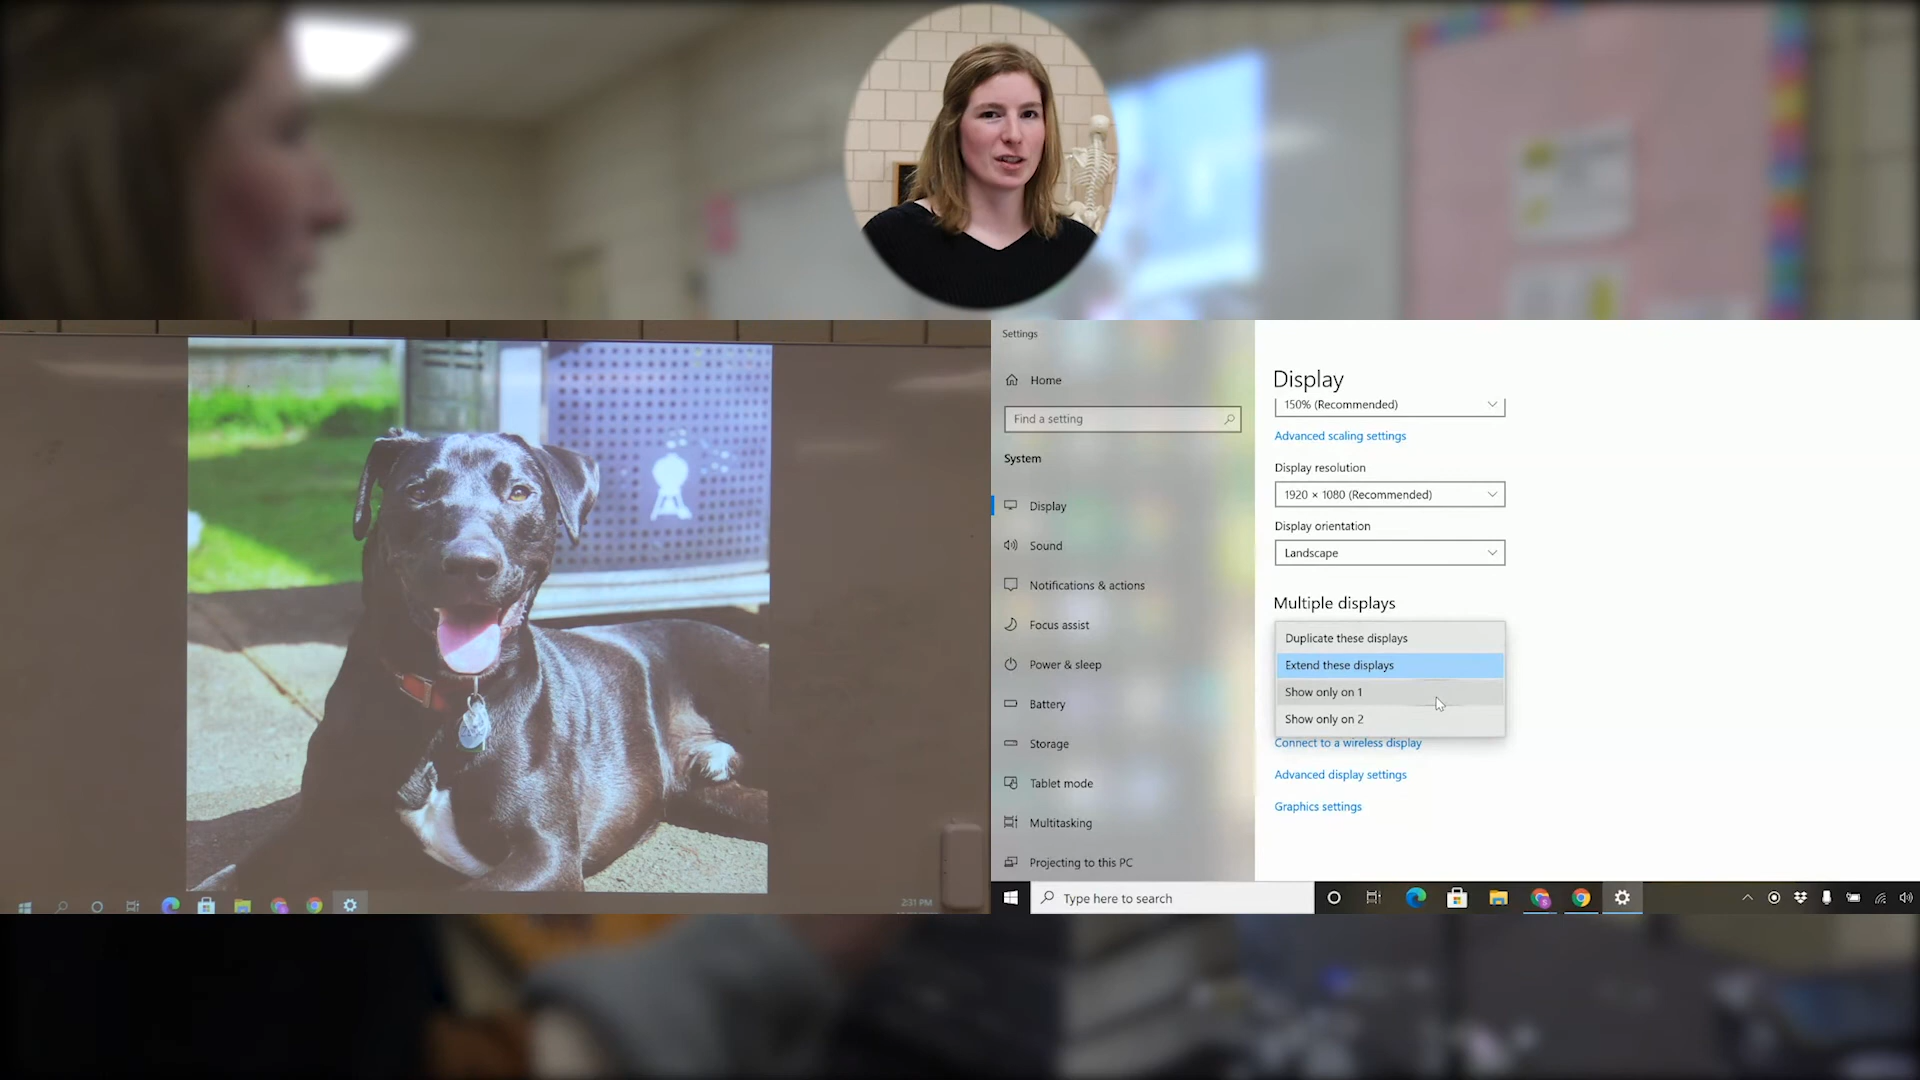 Settings
Home
Find a setting
System
Display
Sound
Notifications & actions
Focus assist
Power & sleep
Battery
Storage
Tablet mode
Multitasking
Projecting to this PC
Display
150% (Recommended)
Advanced scaling settings
Display resolution
1920 × 1080 (Recommended)
Display orientation
Landscape
Multiple displays
Duplicate these displays
Extend these displays
Show only on 1
Show only on 2
Connect to a wireless display
Advanced display settings
Graphics settings
Type here to search
2:31 PM